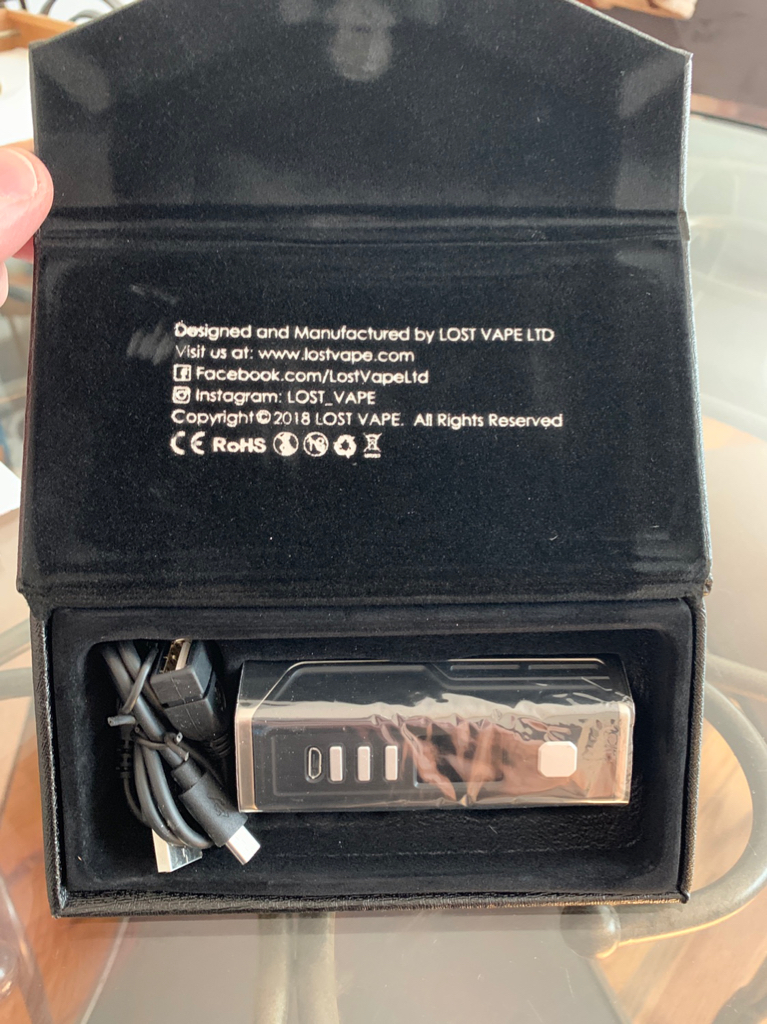 Designed and Manufactured by LOST VAPE LTD
Visit us at: www.lostvape.com
Facebook.com/LostVapeLtd
Instagram: LOST_VAPE
Copyright© 2018 LOST VAPE. All Rights Reserved
CE RoHS